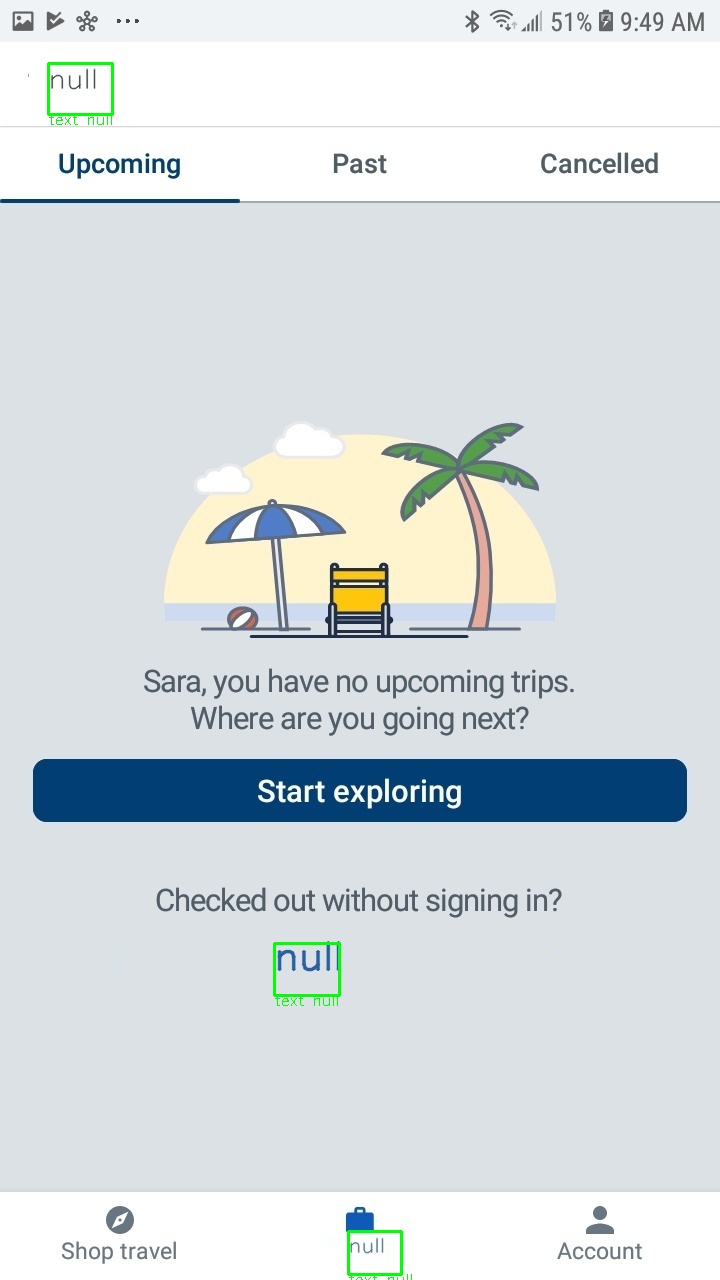 51% 9:49 AM
null
text null
Upcoming Past Cancelled
Sara, you have no upcoming trips.
Where are you going next?
Start exploring
Checked out without signing in?
null
text null
null
Shop travel Account
text null